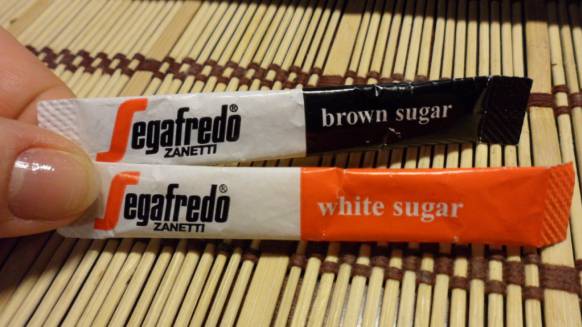 Segafredo® brown sugar
ZANETTI
Segafredo® white sugar
ZANETTI